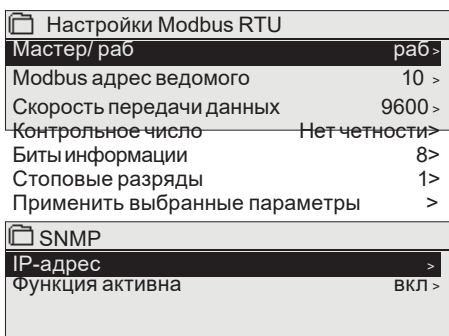 Настройки Modbus RTU
Мастер/ раб раб>
Modbus адрес ведомого 10 >
Скорость передачи данных 9600 >
Контрольное число Нет четности>
Биты информации 8>
Стоповые разряды 1>
Применить выбранные параметры >
SNMP
IP-адрес >
Функция активна вкл >